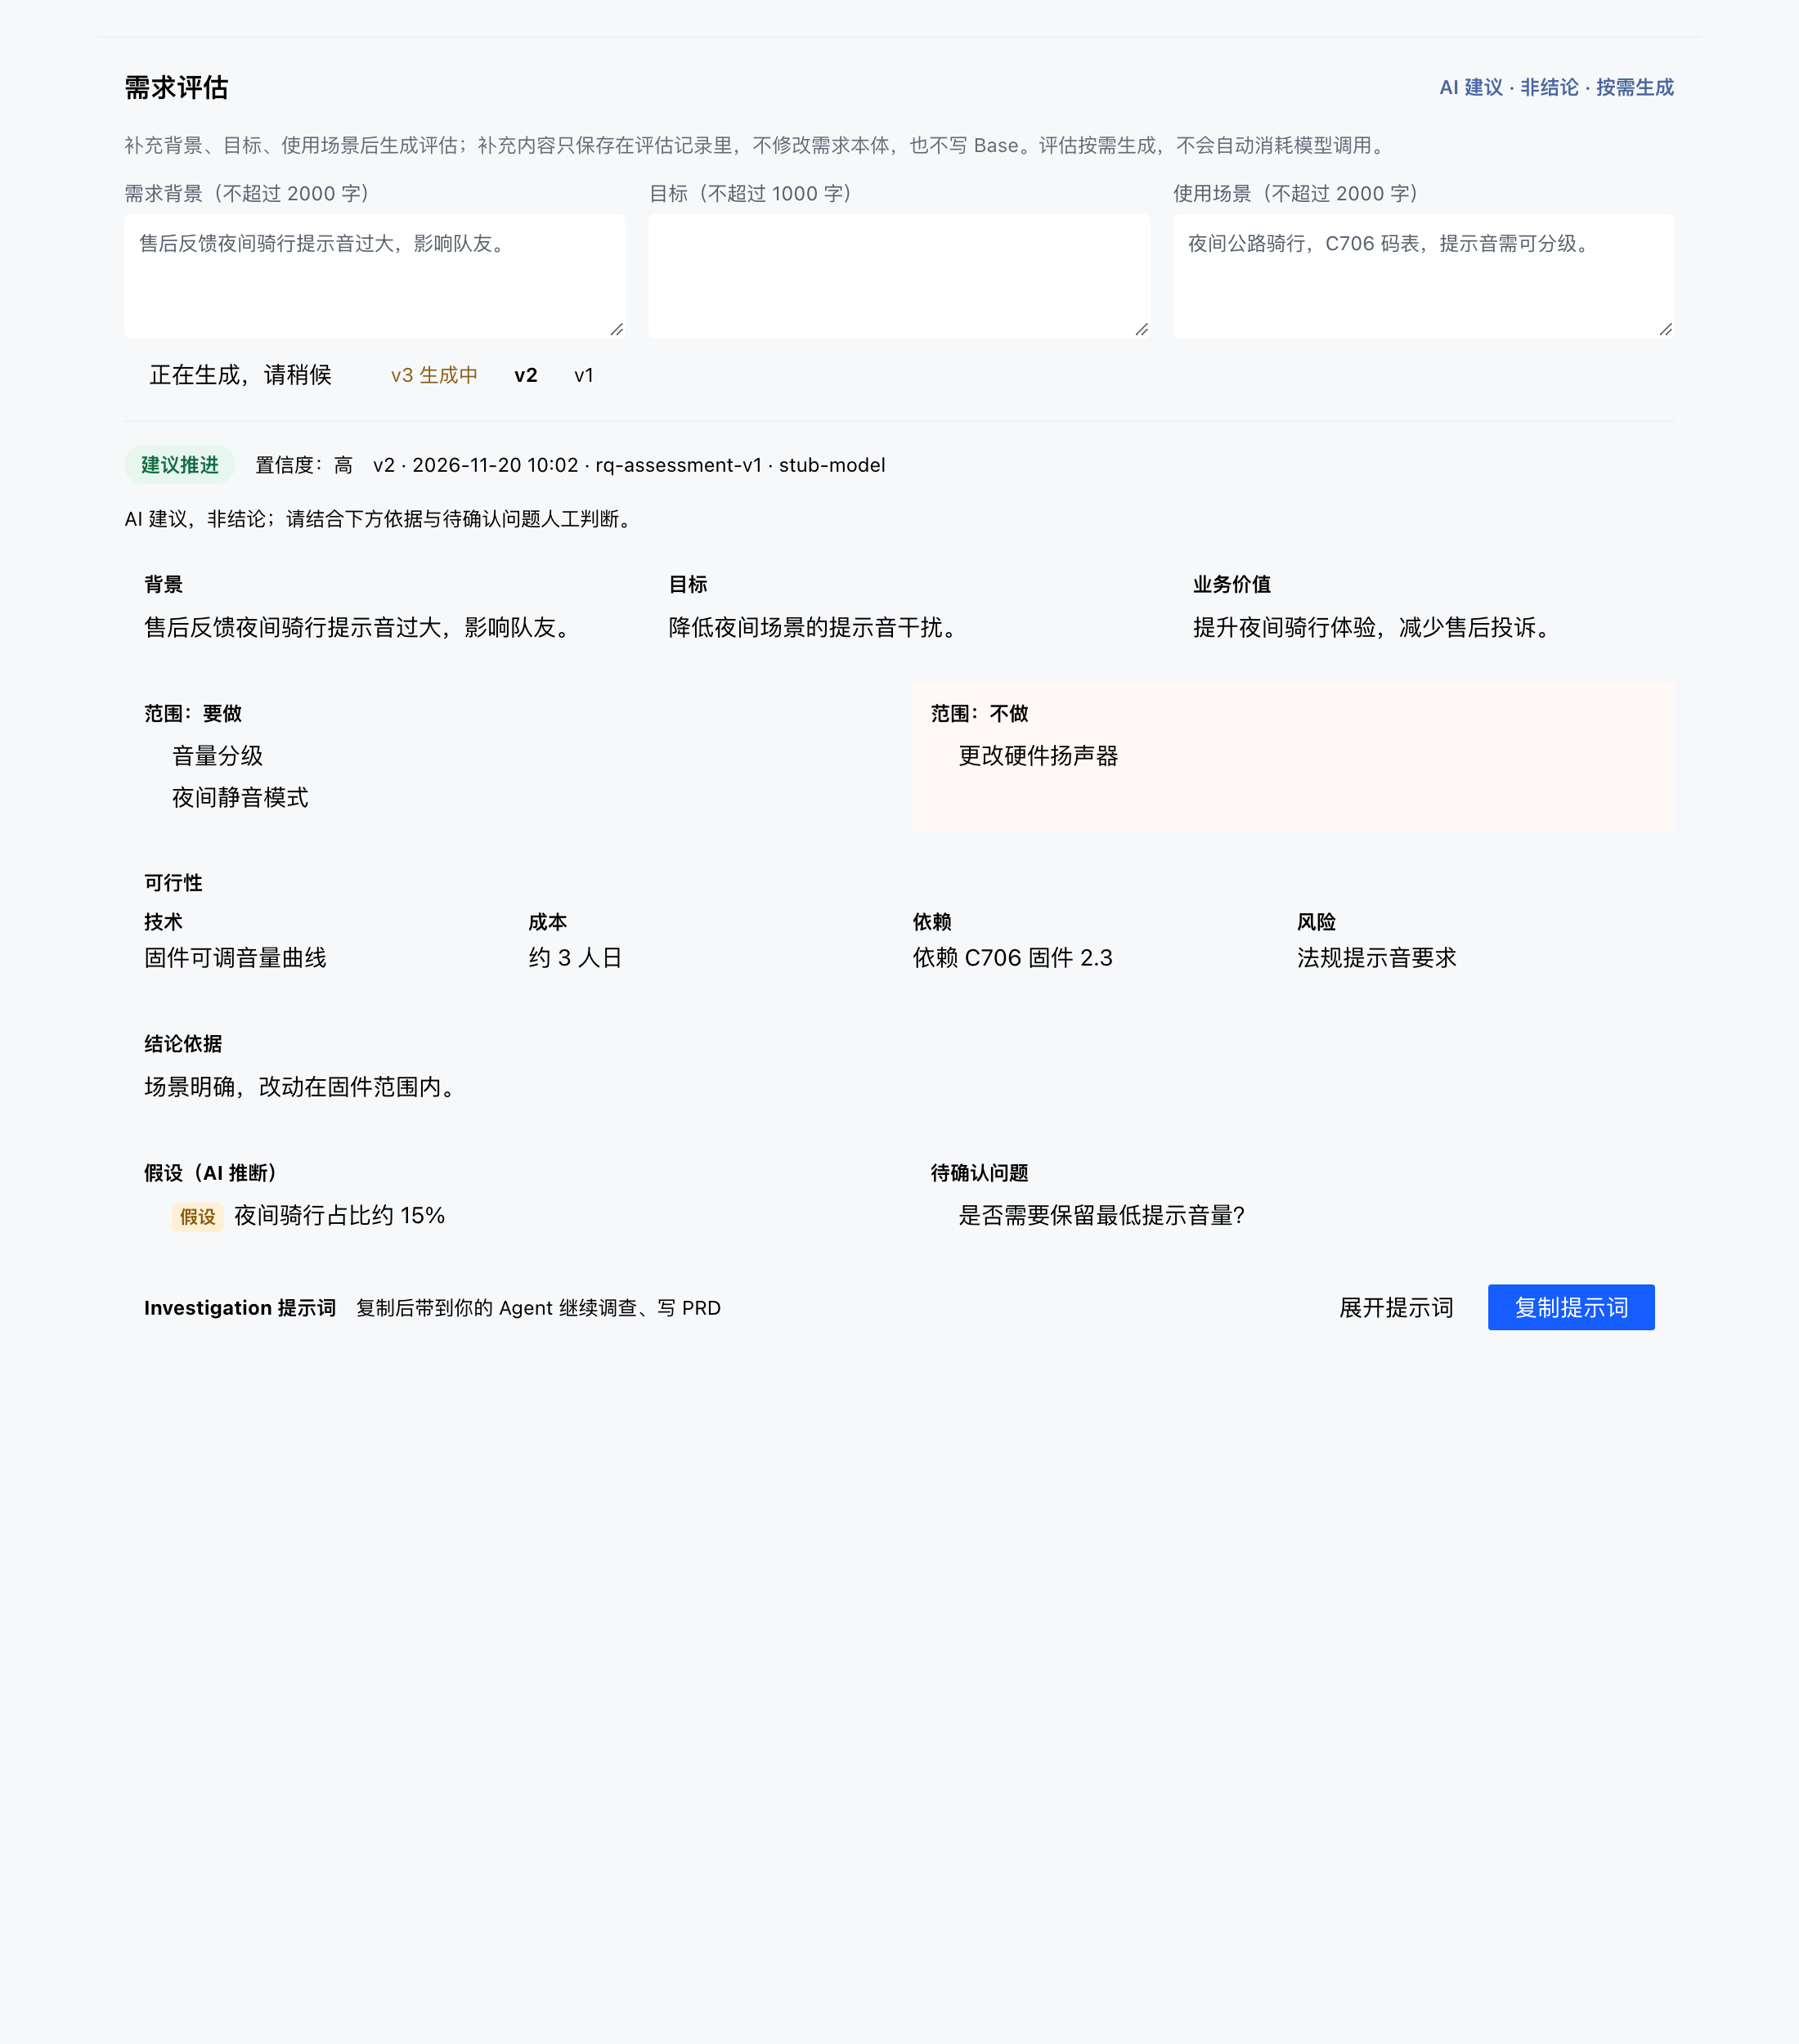 需求评估
AI 建议 · 非结论 · 按需生成
补充背景、目标、使用场景后生成评估；补充内容只保存在评估记录里，不修改需求本体，也不写 Base。评估按需生成，不会自动消耗模型调用。
需求背景（不超过 2000 字）
目标（不超过 1000 字）
使用场景（不超过 2000 字）
售后反馈夜间骑行提示音过大，影响队友。
夜间公路骑行，C706 码表，提示音需可分级。
正在生成，请稍候 v3 生成中 v2 v1
建议推进 置信度：高 v2 · 2026-11-20 10:02 · rq-assessment-v1 · stub-model
AI 建议，非结论；请结合下方依据与待确认问题人工判断。
背景
售后反馈夜间骑行提示音过大，影响队友。
目标
降低夜间场景的提示音干扰。
业务价值
提升夜间骑行体验，减少售后投诉。
范围：要做
音量分级
夜间静音模式
范围：不做
更改硬件扬声器
可行性
技术
固件可调音量曲线
成本
约 3 人日
依赖
依赖 C706 固件 2.3
风险
法规提示音要求
结论依据
场景明确，改动在固件范围内。
假设（AI 推断）
假设 夜间骑行占比约 15%
待确认问题
是否需要保留最低提示音量？
Investigation 提示词 复制后带到你的 Agent 继续调查、写 PRD
展开提示词
复制提示词